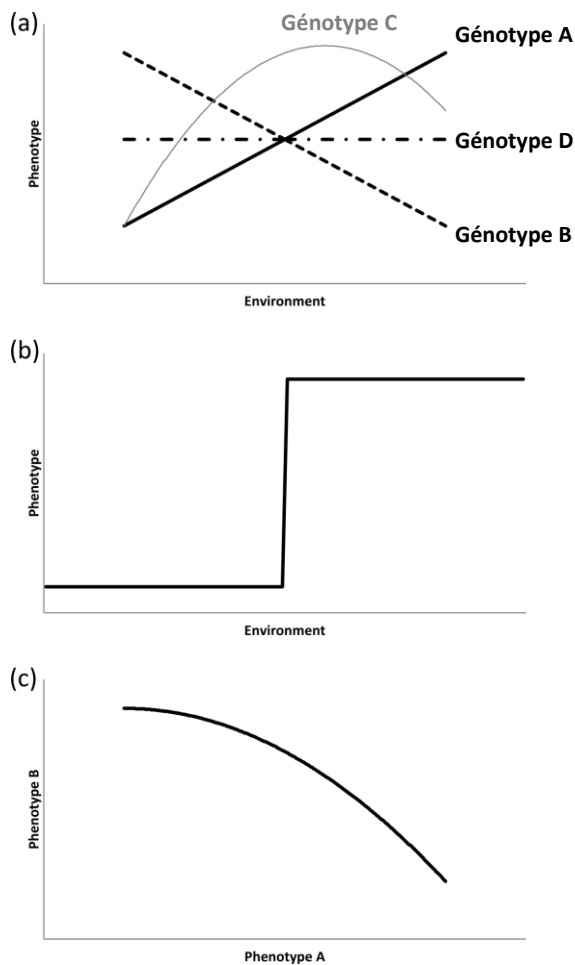 (a)
Génotype C
Génotype A
Génotype D
Génotype B
Phenotype
Environment
(b)
Phenotype
Environment
(c)
Phenotype B
Phenotype A